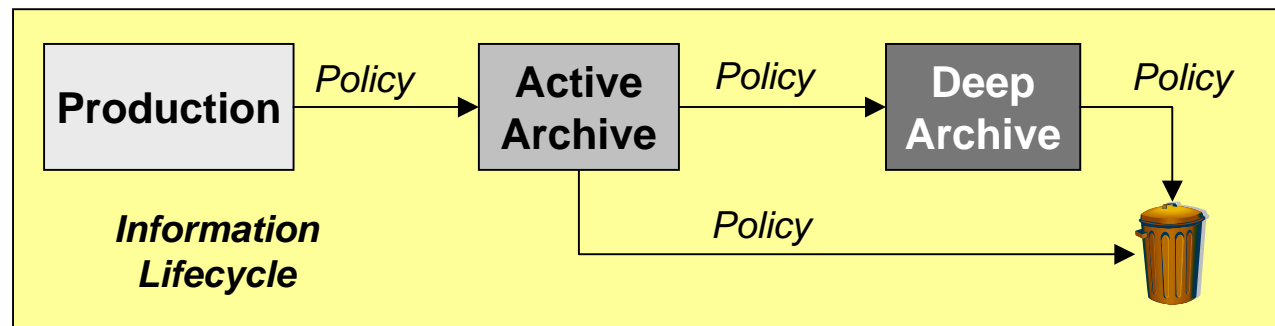 Production
Policy
Active
Archive
Policy
Deep
Archive
Policy
Policy
Information
Lifecycle